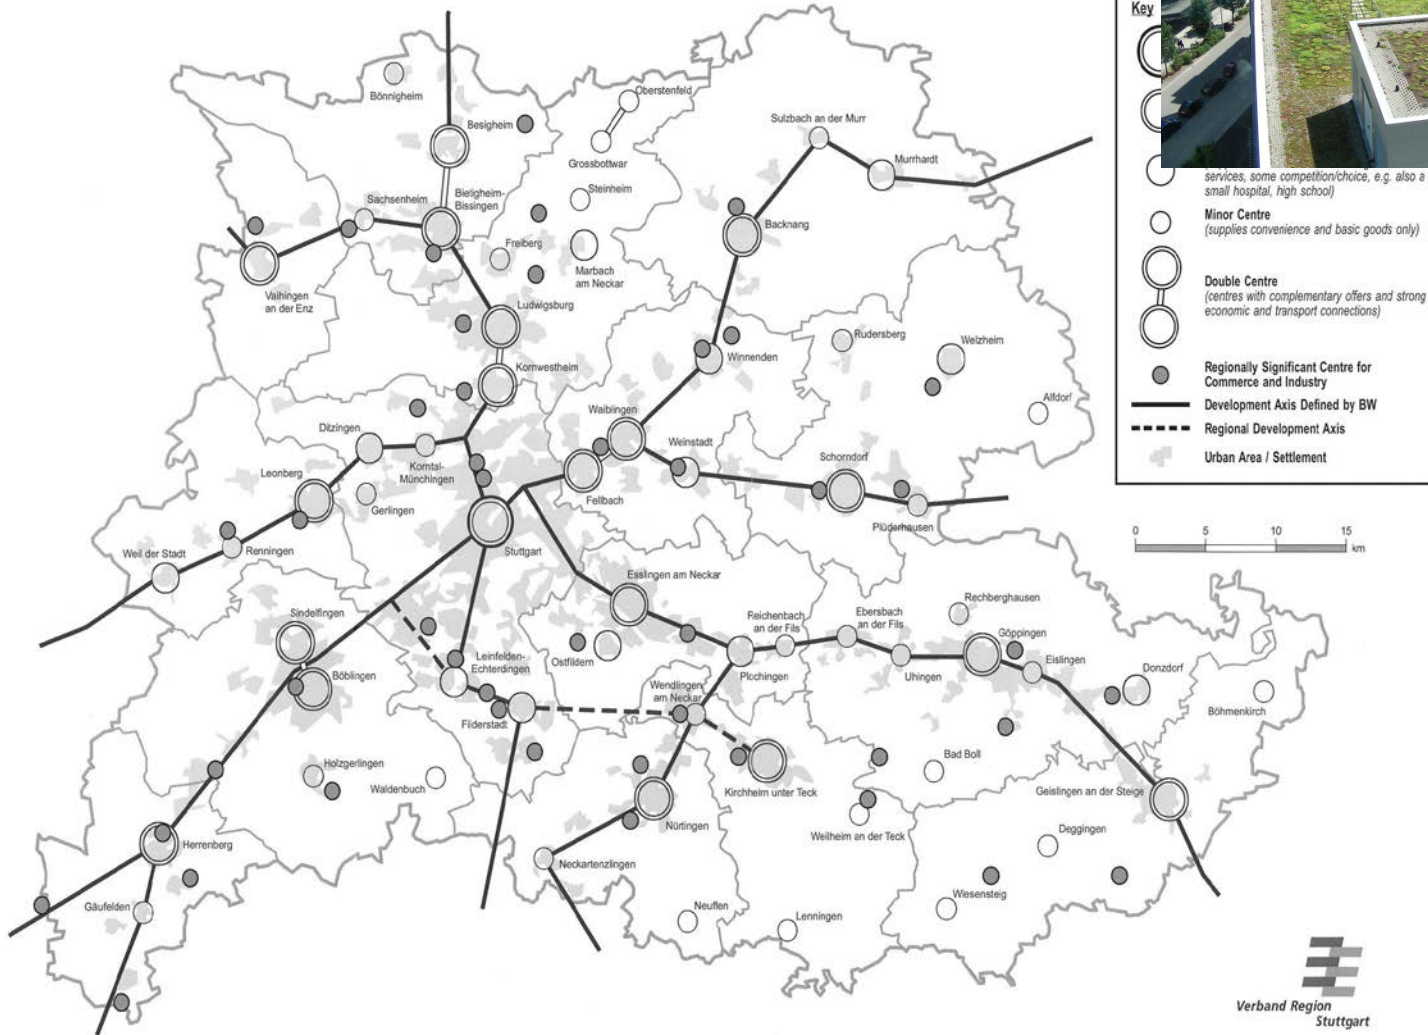 Key
services, some competition/choice, e.g. also a
small hospital, high school)
Minor Centre
(supplies convenience and basic goods only)
Double Centre
(centres with complementary offers and strong
economic and transport connections)
Regionally Significant Centre for
Commerce and Industry
Development Axis Defined by BW
Regional Development Axis
Urban Area / Settlement
0 5 10 15 km
Bönnigheim
Besigheim
Oberstenfeld
Grossbottwar
Sulzbach an der Murr
Murrhardt
Sachsenheim
Bietigheim-
Bissingen
Steinheim
Freiberg
Marbach
am Neckar
Backnang
Vaihingen
an der Enz
Ludwigsburg
Kornwestheim
Winnenden
Rudersberg
Welzheim
Alfdorf
Ditzingen
Korntal-
Münchingen
Waiblingen
Weinstadt
Schorndorf
Leonberg
Gerlingen
Fellbach
Plüderhausen
Weil der Stadt
Renningen
Stuttgart
Sindelfingen
Böblingen
Esslingen am Neckar
Reichenbach
an der Fils
Ebersbach
an der Fils
Rechberghausen
Göppingen
Eislingen
Donzdorf
Böhmenkirch
Leinfelden-
Echterdingen
Ostfildern
Plochingen
Uhingen
Wendlingen
am Neckar
Filderstadt
Holzgerlingen
Waldenbuch
Kirchheim unter Teck
Bad Boll
Geislingen an der Steige
Nürtingen
Weilheim an der Teck
Deggingen
Herrenberg
Neckartenzlingen
Gäufelden
Neuffen
Lenningen
Wiesensteig
Verband Region
Stuttgart